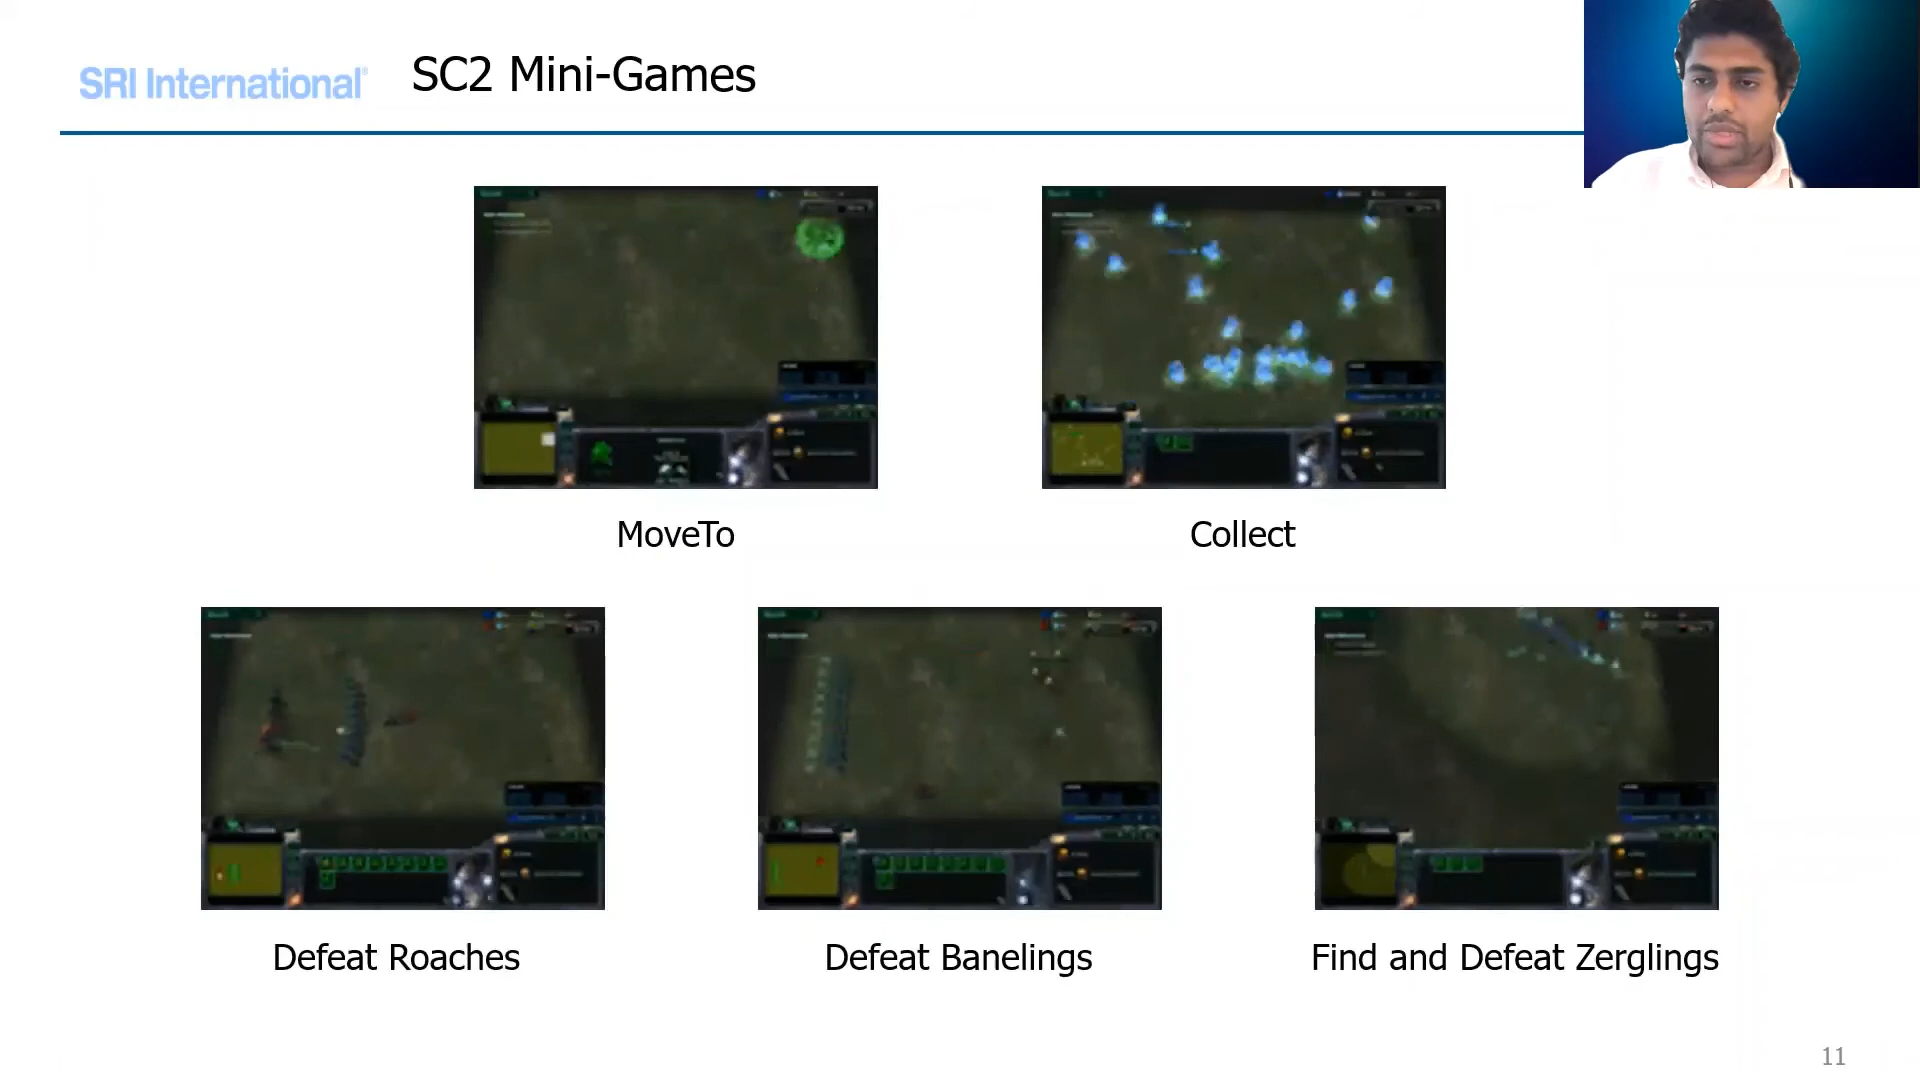 SRI International®
SC2 Mini-Games
MoveTo
Collect
Defeat Roaches
Defeat Banelings
Find and Defeat Zerglings
11